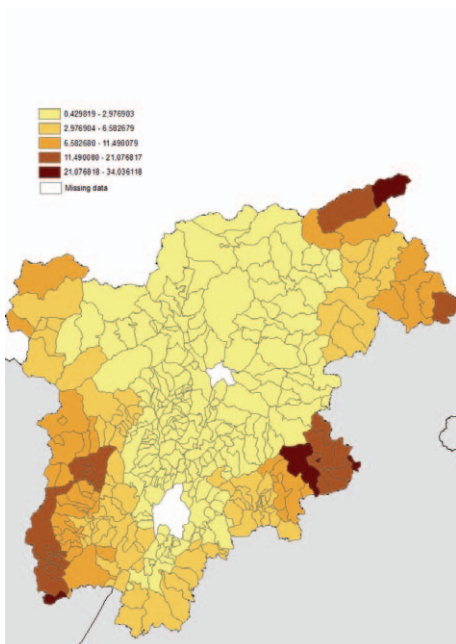 0,429819 - 2,976903
2,976904 - 6,582679
6,582680 - 11,490079
11,490080 - 21,076817
21,076818 - 34,036118
Missing data